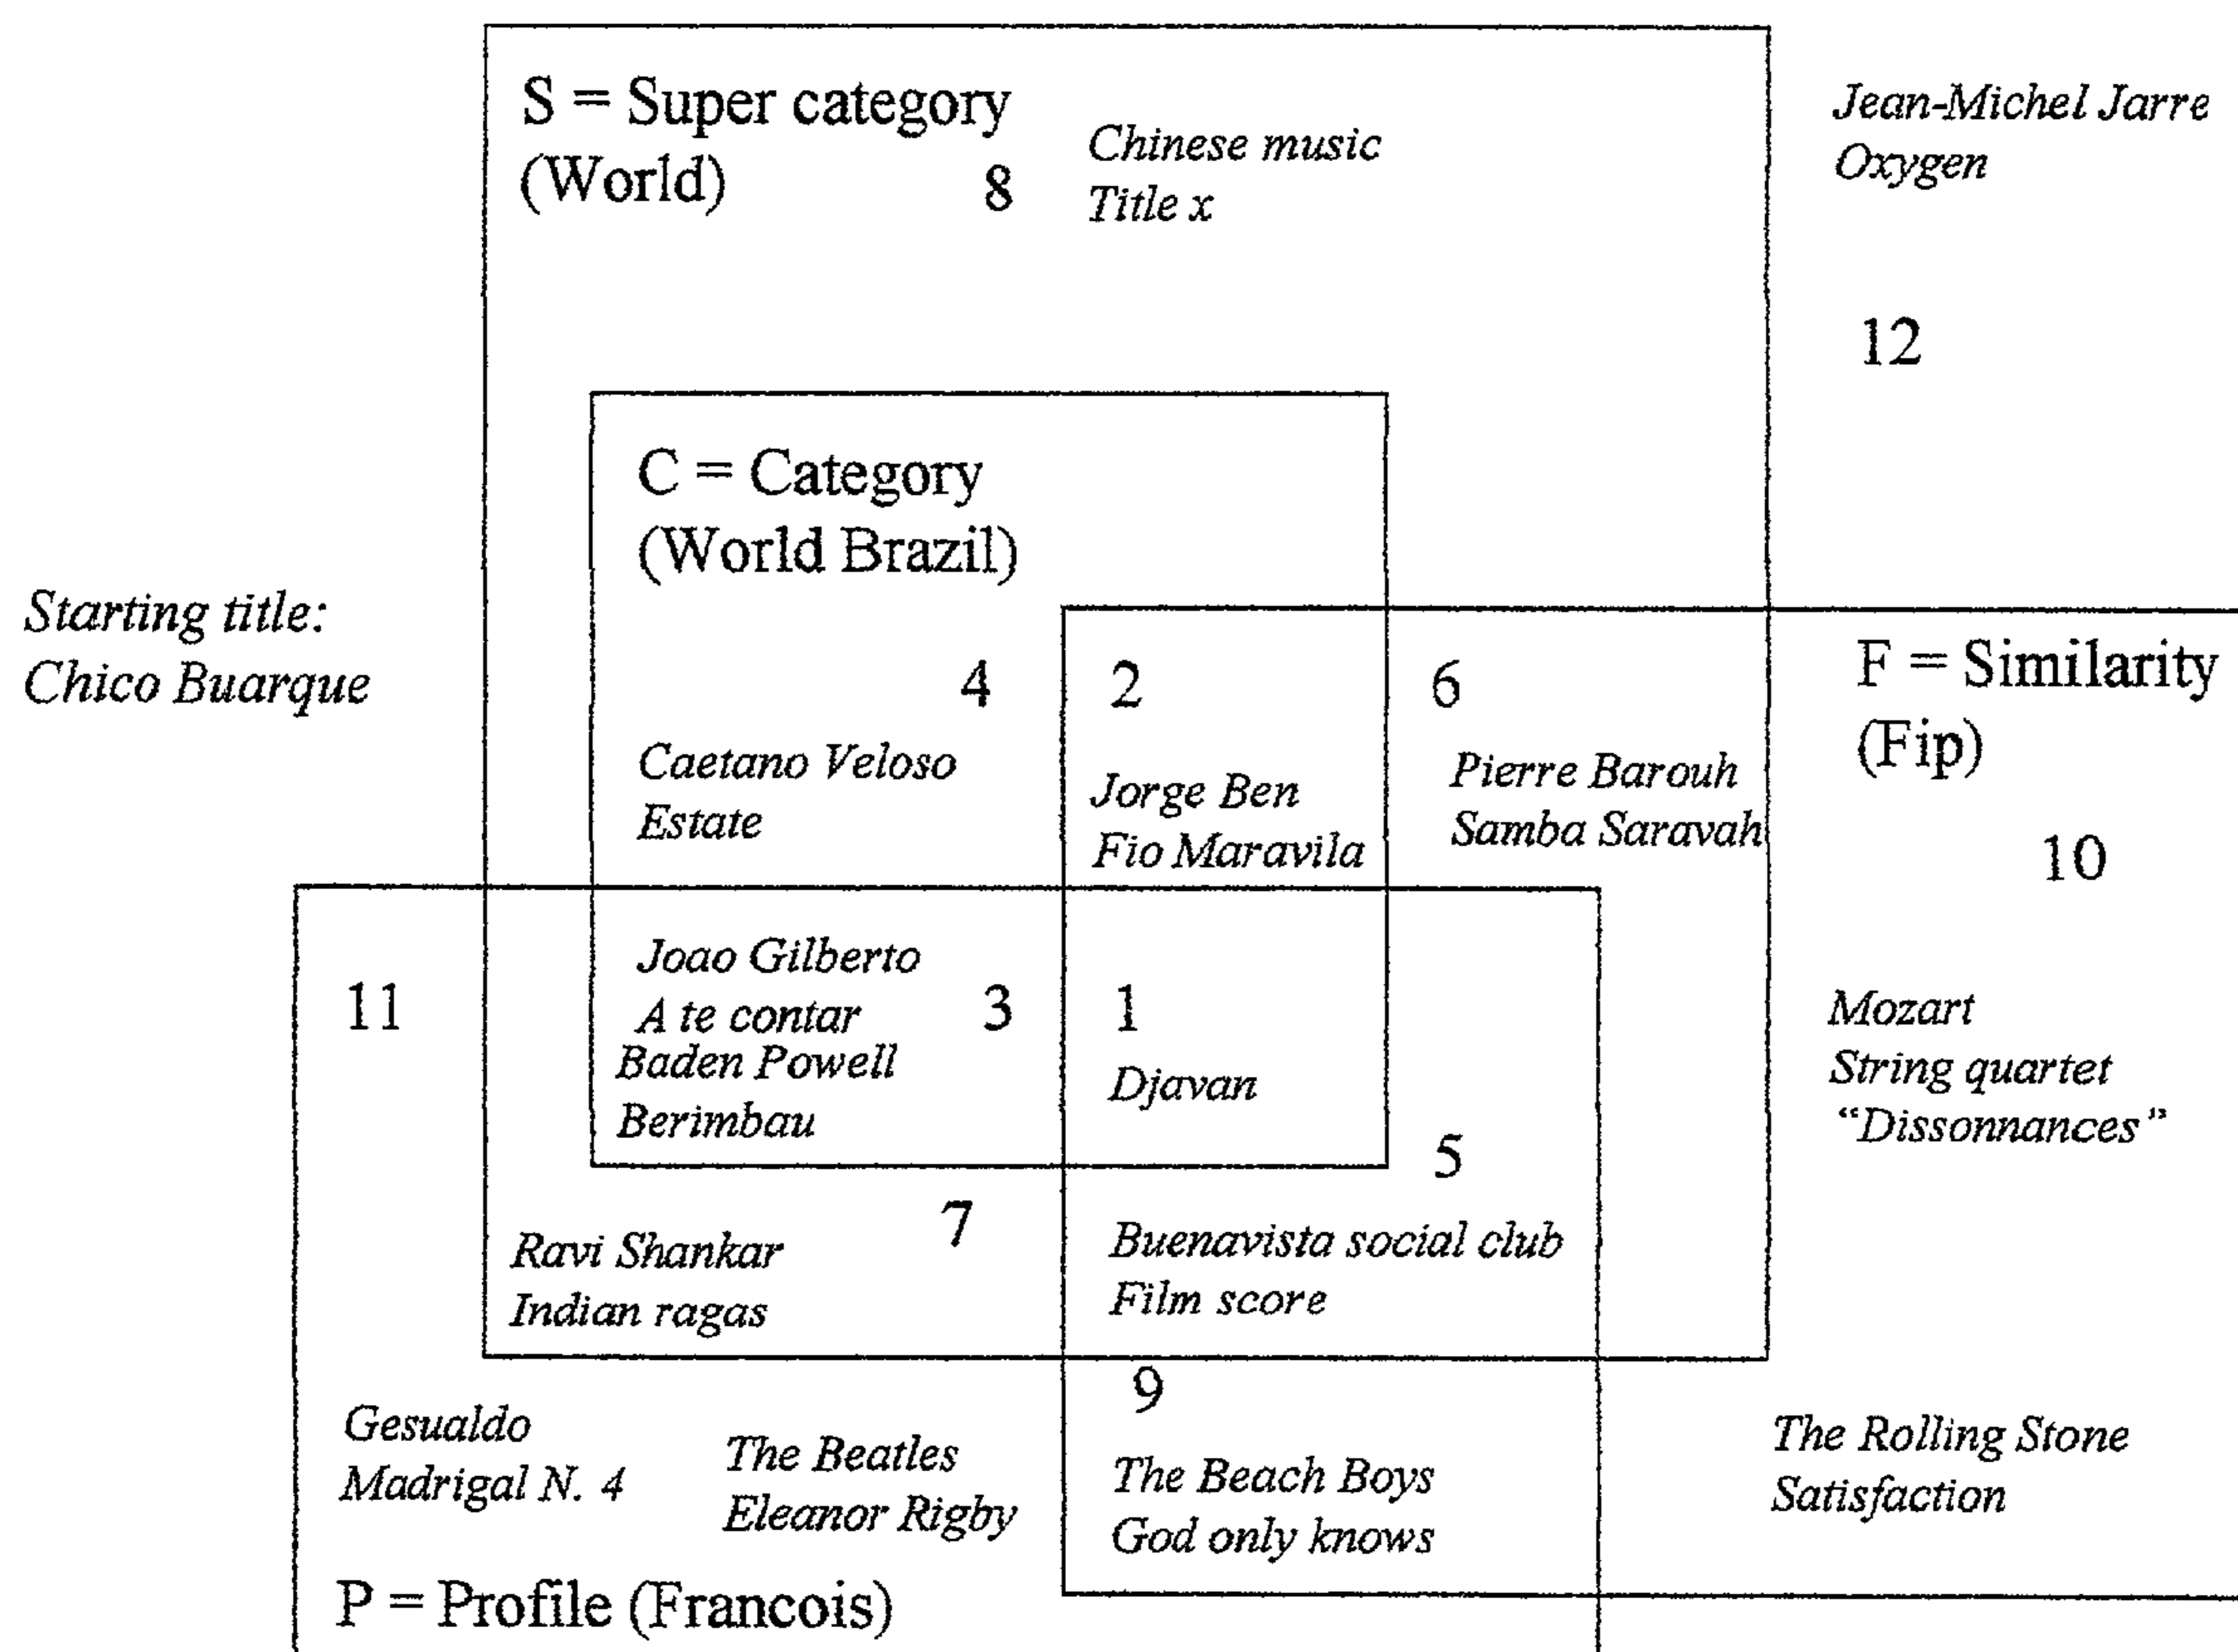 S = Super category
(World)
8
Chinese music
Title x
Jean-Michel Jarre
Oxygen
12
C = Category
(World Brazil)
Starting title:
Chico Buarque
4
2
6
F = Similarity
(Fip)
Caetano Veloso
Estate
Jorge Ben
Fio Maravila
Pierre Barouh
Samba Saravah
10
11
Joao Gilberto
A te contar
Baden Powell
Berimbau
3
1
Djavan
5
Mozart
String quartet
“Dissonnances”
7
Ravi Shankar
Indian ragas
Buenavista social club
Film score
9
Gesualdo
Madrigal N. 4
The Beatles
Eleanor Rigby
The Beach Boys
God only knows
The Rolling Stone
Satisfaction
P = Profile (Francois)